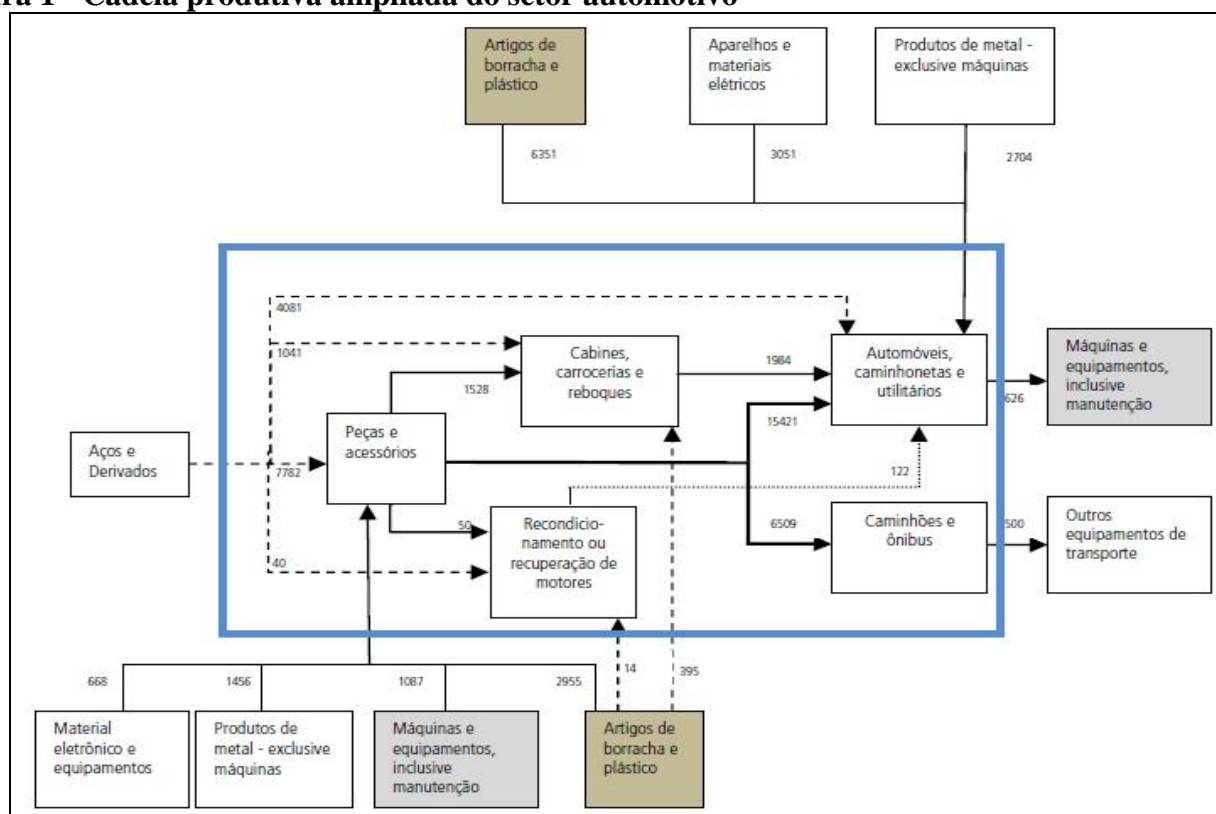 Cadeia produtiva ampliada do setor automotivo
Artigos de
borracha e
plástico
Aparelhos e
materiais
elétricos
Produtos de metal -
exclusive máquinas
6351
3051
2704
4081
1041
1528
Cabines,
carrocerias e
reboques
1984
Automóveis,
caminhonetas e
utilitários
626
Máquinas e
equipamentos,
inclusive
manutenção
15421
Aços e
Derivados
7782
Peças e
acessórios
122
50
Recondicio-
namento ou
recuperação de
motores
6509
Caminhões e
ônibus
500
Outros
equipamentos de
transporte
40
668
1456
1087
2955
14
395
Material
eletrônico e
equipamentos
Produtos de
metal - exclusive
máquinas
Máquinas e
equipamentos,
inclusive
manutenção
Artigos de
borracha e
plástico